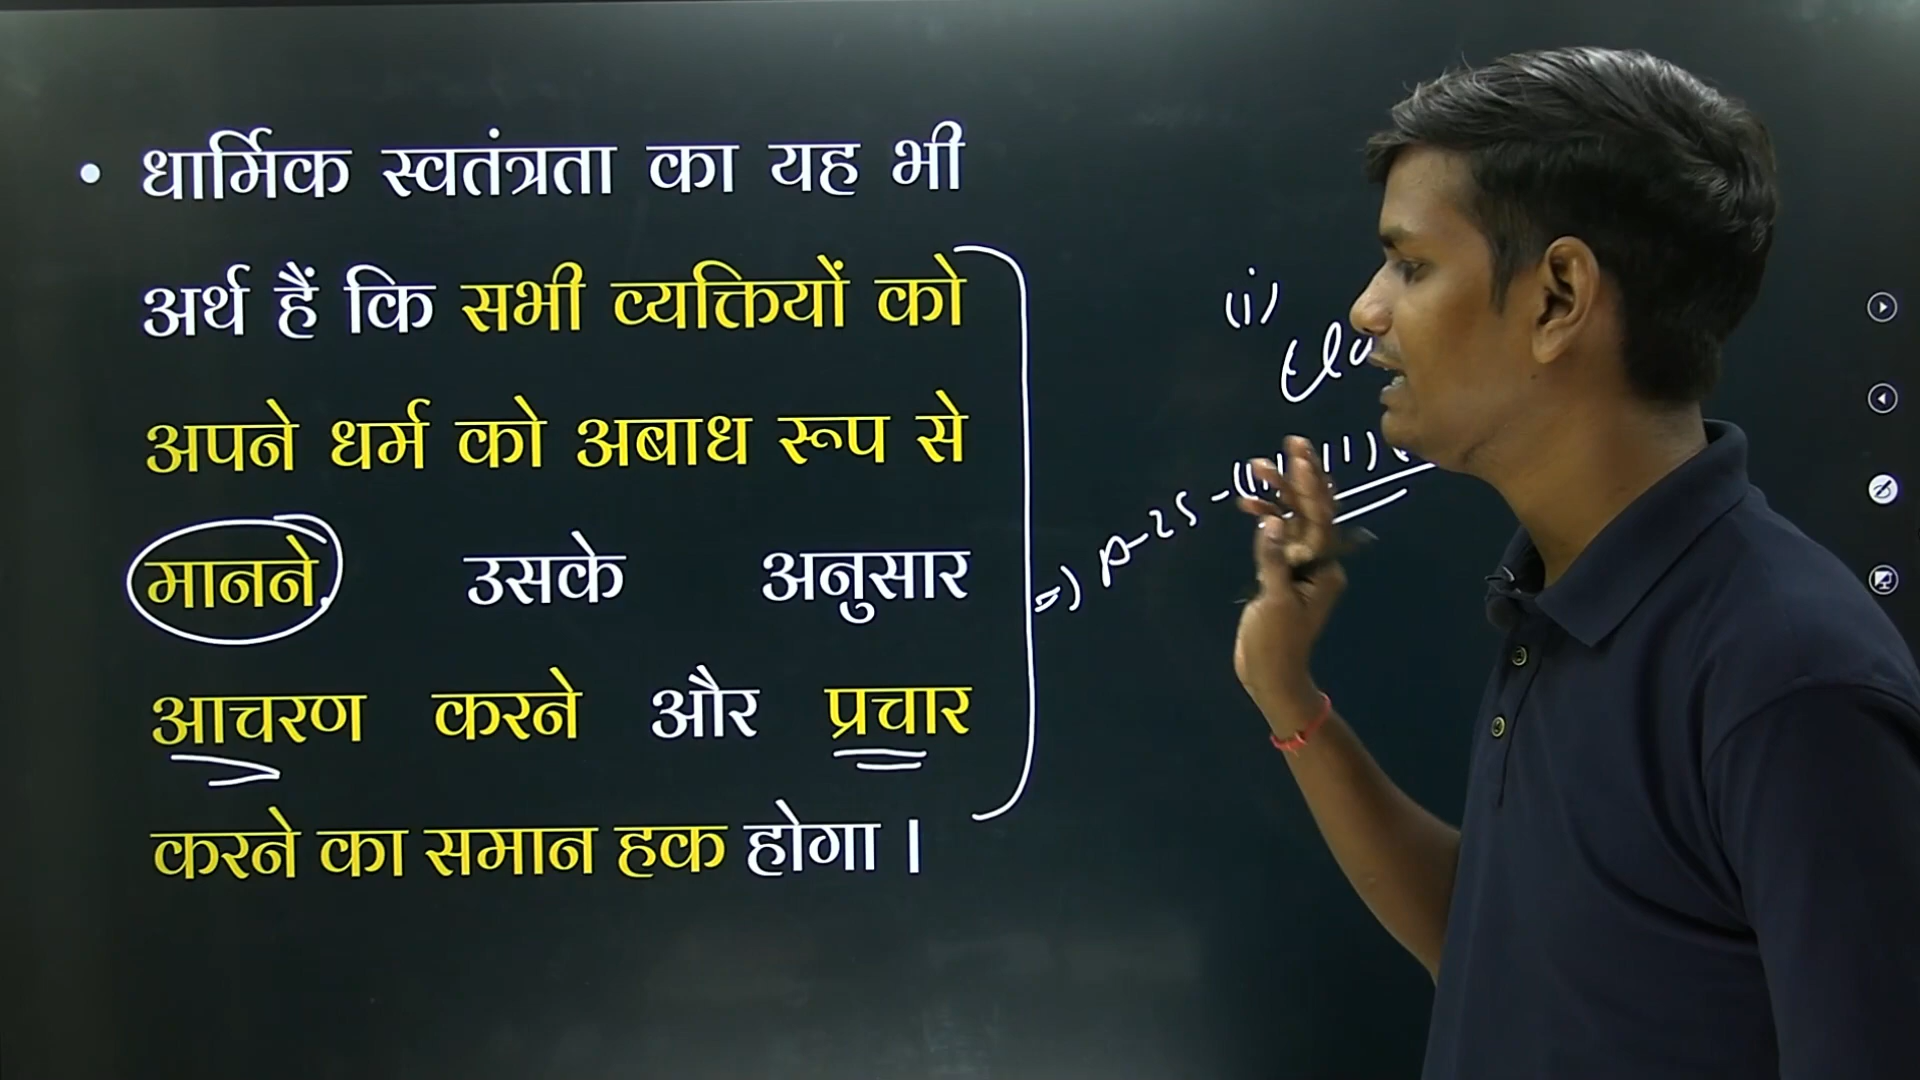 • धार्मिक स्वतंत्रता का यह भी
अर्थ हैं कि सभी व्यक्तियों को
अपने धर्म को अबाध रूप से
मानने, उसके अनुसार
आचरण करने और प्रचार
करने का समान हक होगा ।
(i)